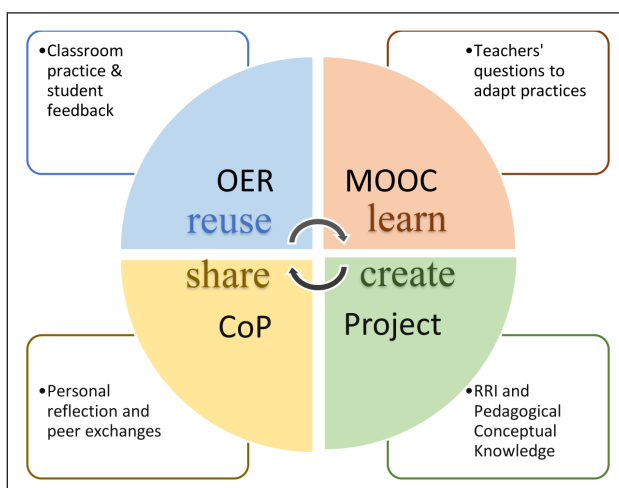 •Classroom
practice &
student
feedback
•Teachers'
questions to
adapt practices
OER
reuse
MOOC
learn
share
CoP
create
Project
•Personal
reflection and
peer exchanges
•RRI and
Pedagogical
Conceptual
Knowledge